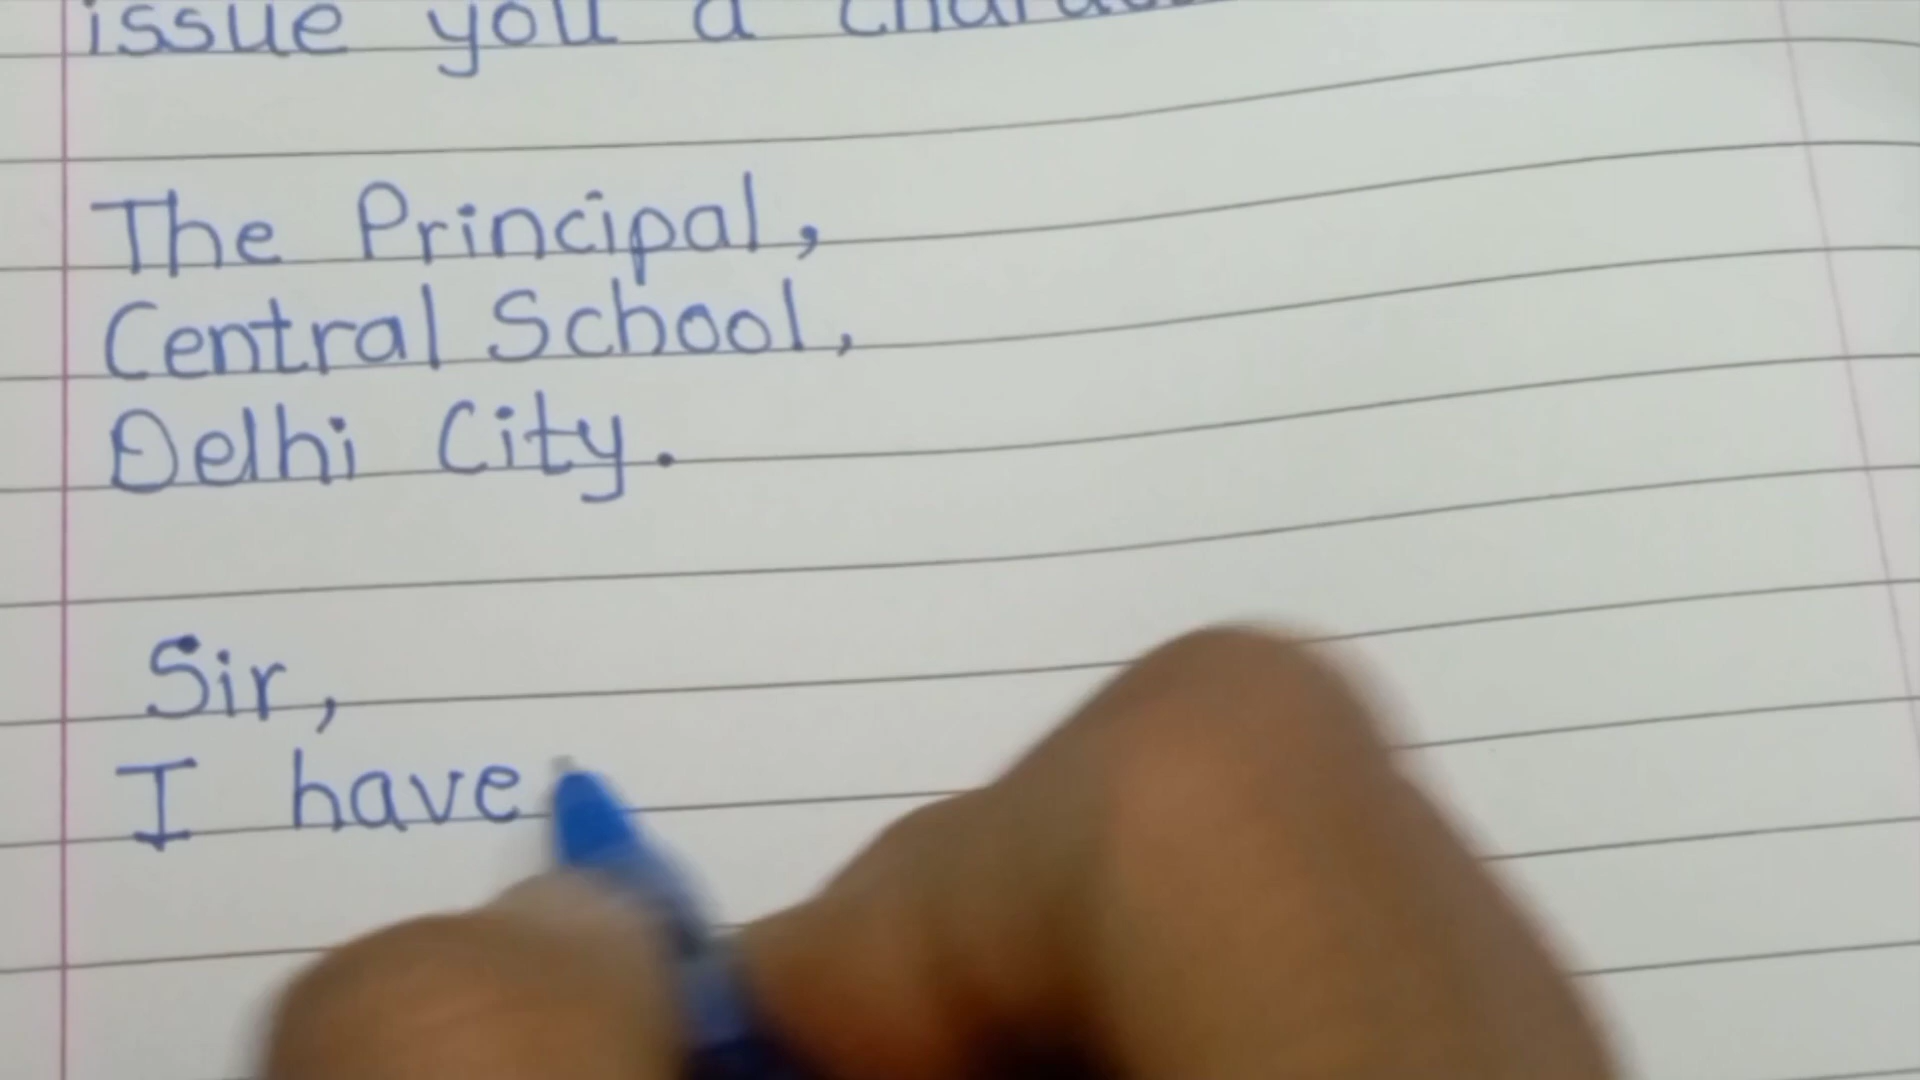 issue you a
The Principal,
Central School,
Delhi City.
Sir,
I have